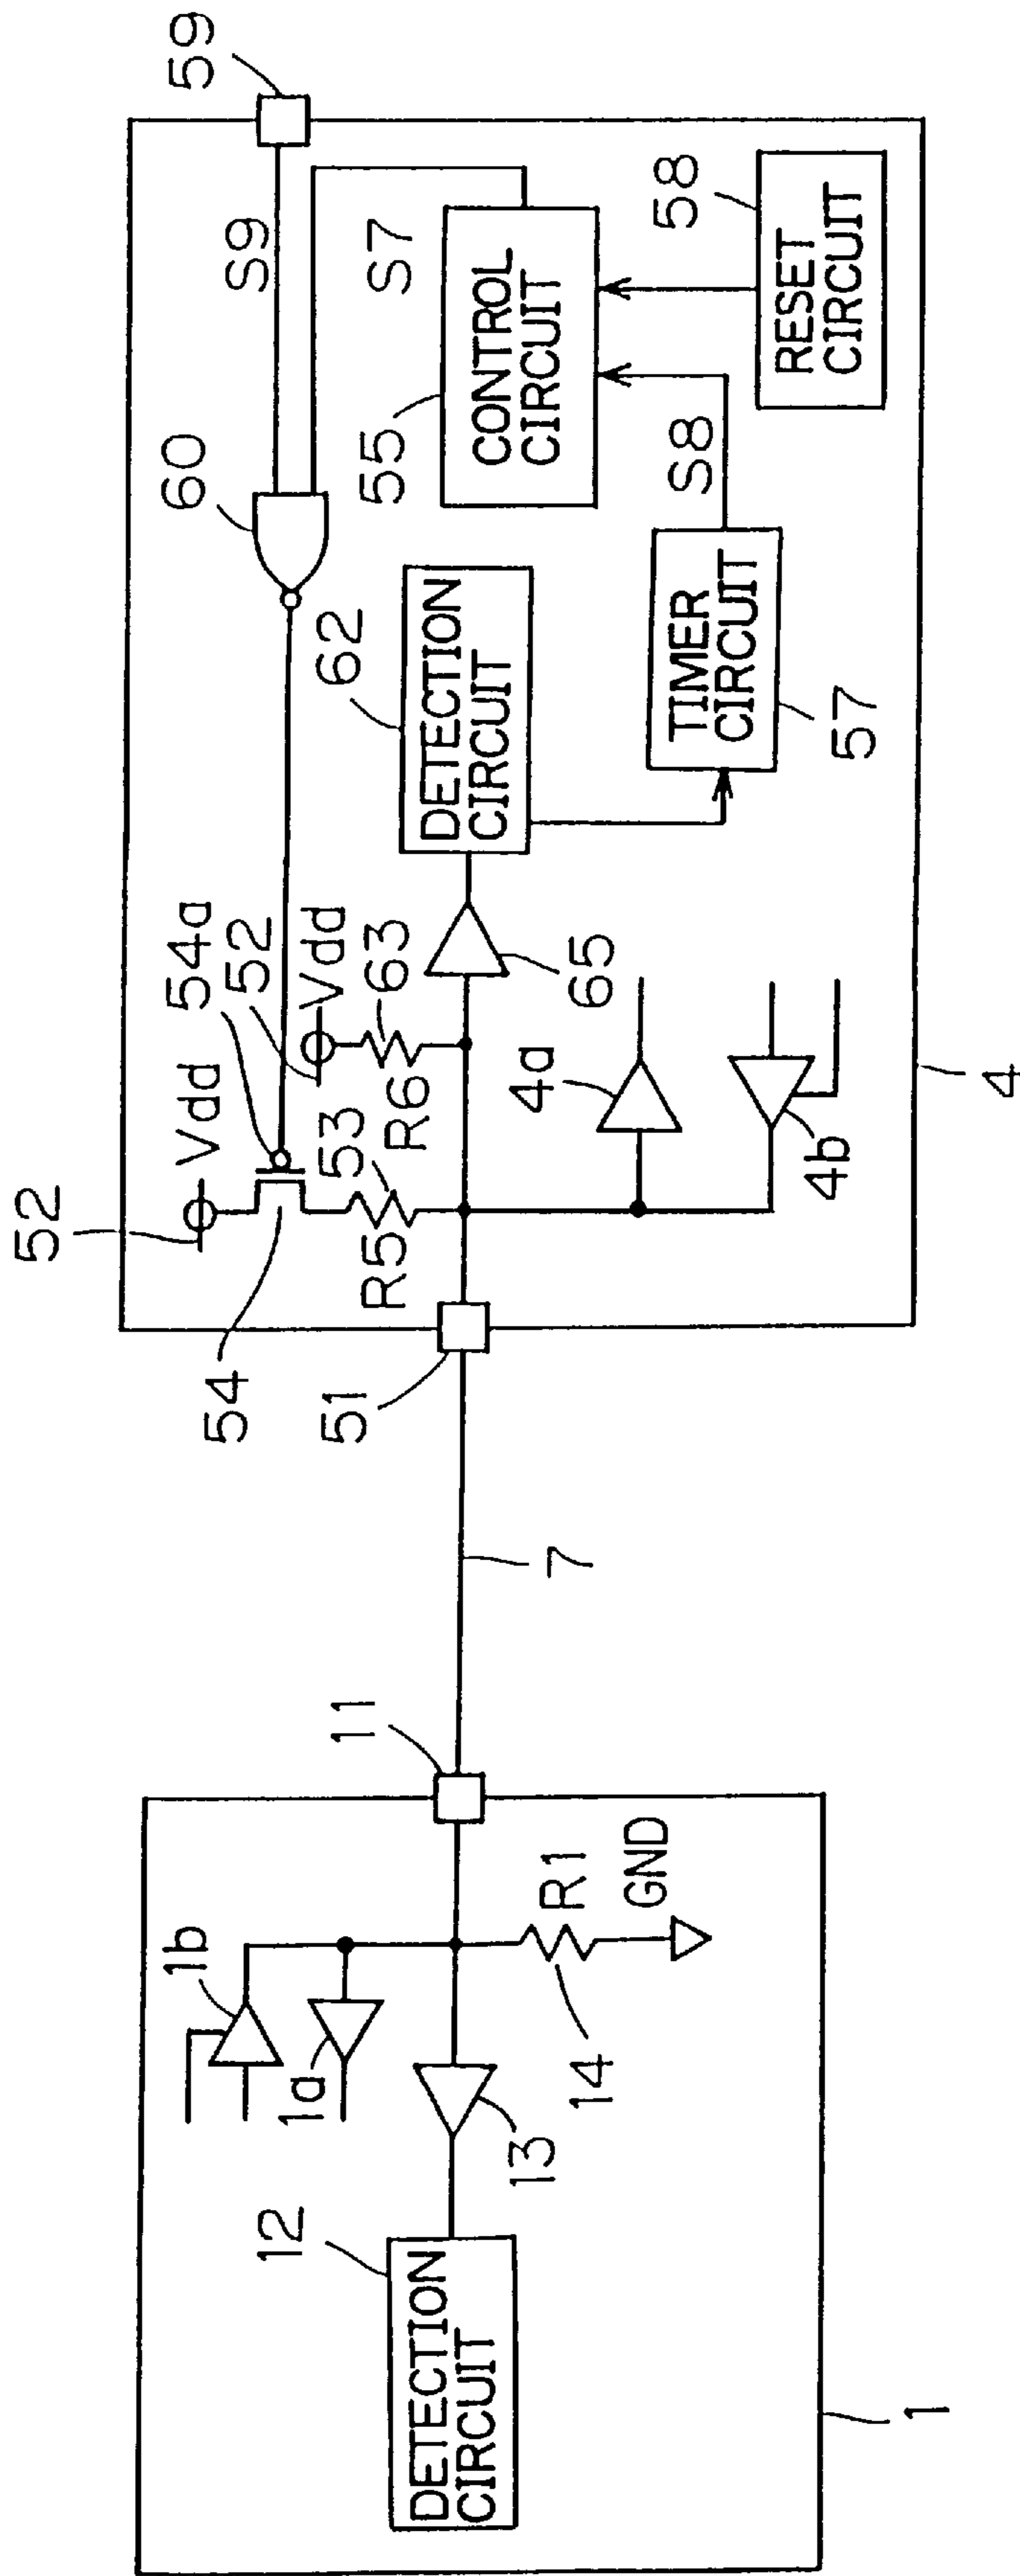 1
DETECTION
CIRCUIT
12
13
1b
1a
14
R1
GND
11
7
51
52
Vdd
54
54a
53
R5
52
Vdd
63
R6
65
4a
4b
4
DETECTION
CIRCUIT
62
60
S9
59
S7
55
CONTROL
CIRCUIT
TIMER
CIRCUIT
57
S8
58
RESET
CIRCUIT